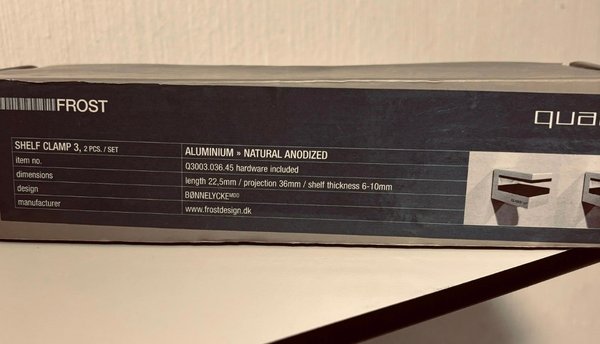 FROST
qua
SHELF CLAMP 3, 2 PCS. / SET
ALUMINIUM » NATURAL ANODIZED
item no.
Q3003.036.45 hardware included
dimensions
length 22,5mm / projection 36mm / shelf thickness 6-10mm
design
BØNNELYCKEMDD
manufacturer
www.frostdesign.dk